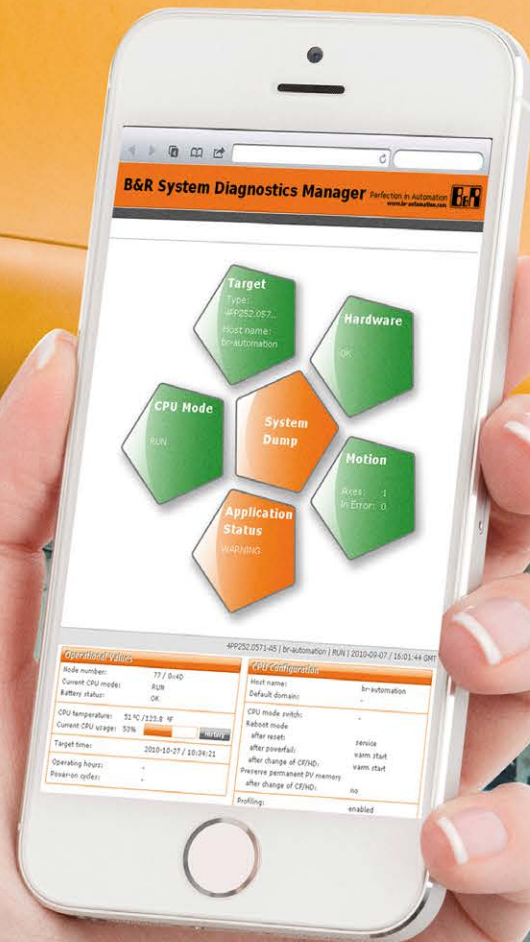 B&R System Diagnostics Manager Perfection in Automation
www.br-automation.com B&R
Target
Type:
4PP252.057...
Host name:
br-automation
Hardware
OK
CPU Mode
RUN
System
Dump
Motion
Axes: 1
In Error: 0
Application
Status
WARNING
4PP252.0571-A5 | br-automation | RUN | 2010-09-07 / 16:01:44 GMT
Operational Values
Node number: 77 / 0x4D
Current CPU mode: RUN
Battery status: OK
CPU temperature: 51 °C /123.8 °F
Current CPU usage: 50% History
Target time: 2010-10-27 / 10:34:21
Operating hours: -
Power-on cycles: -
CPU Configuration
Host name: br-automation
Default domain: -
CPU mode switch: -
Reboot mode
after reset: service
after powerfail: warm start
after change of CF/HD: warm start
Preserve permanent PV memory
after change of CF/HD: no
Profiling: enabled